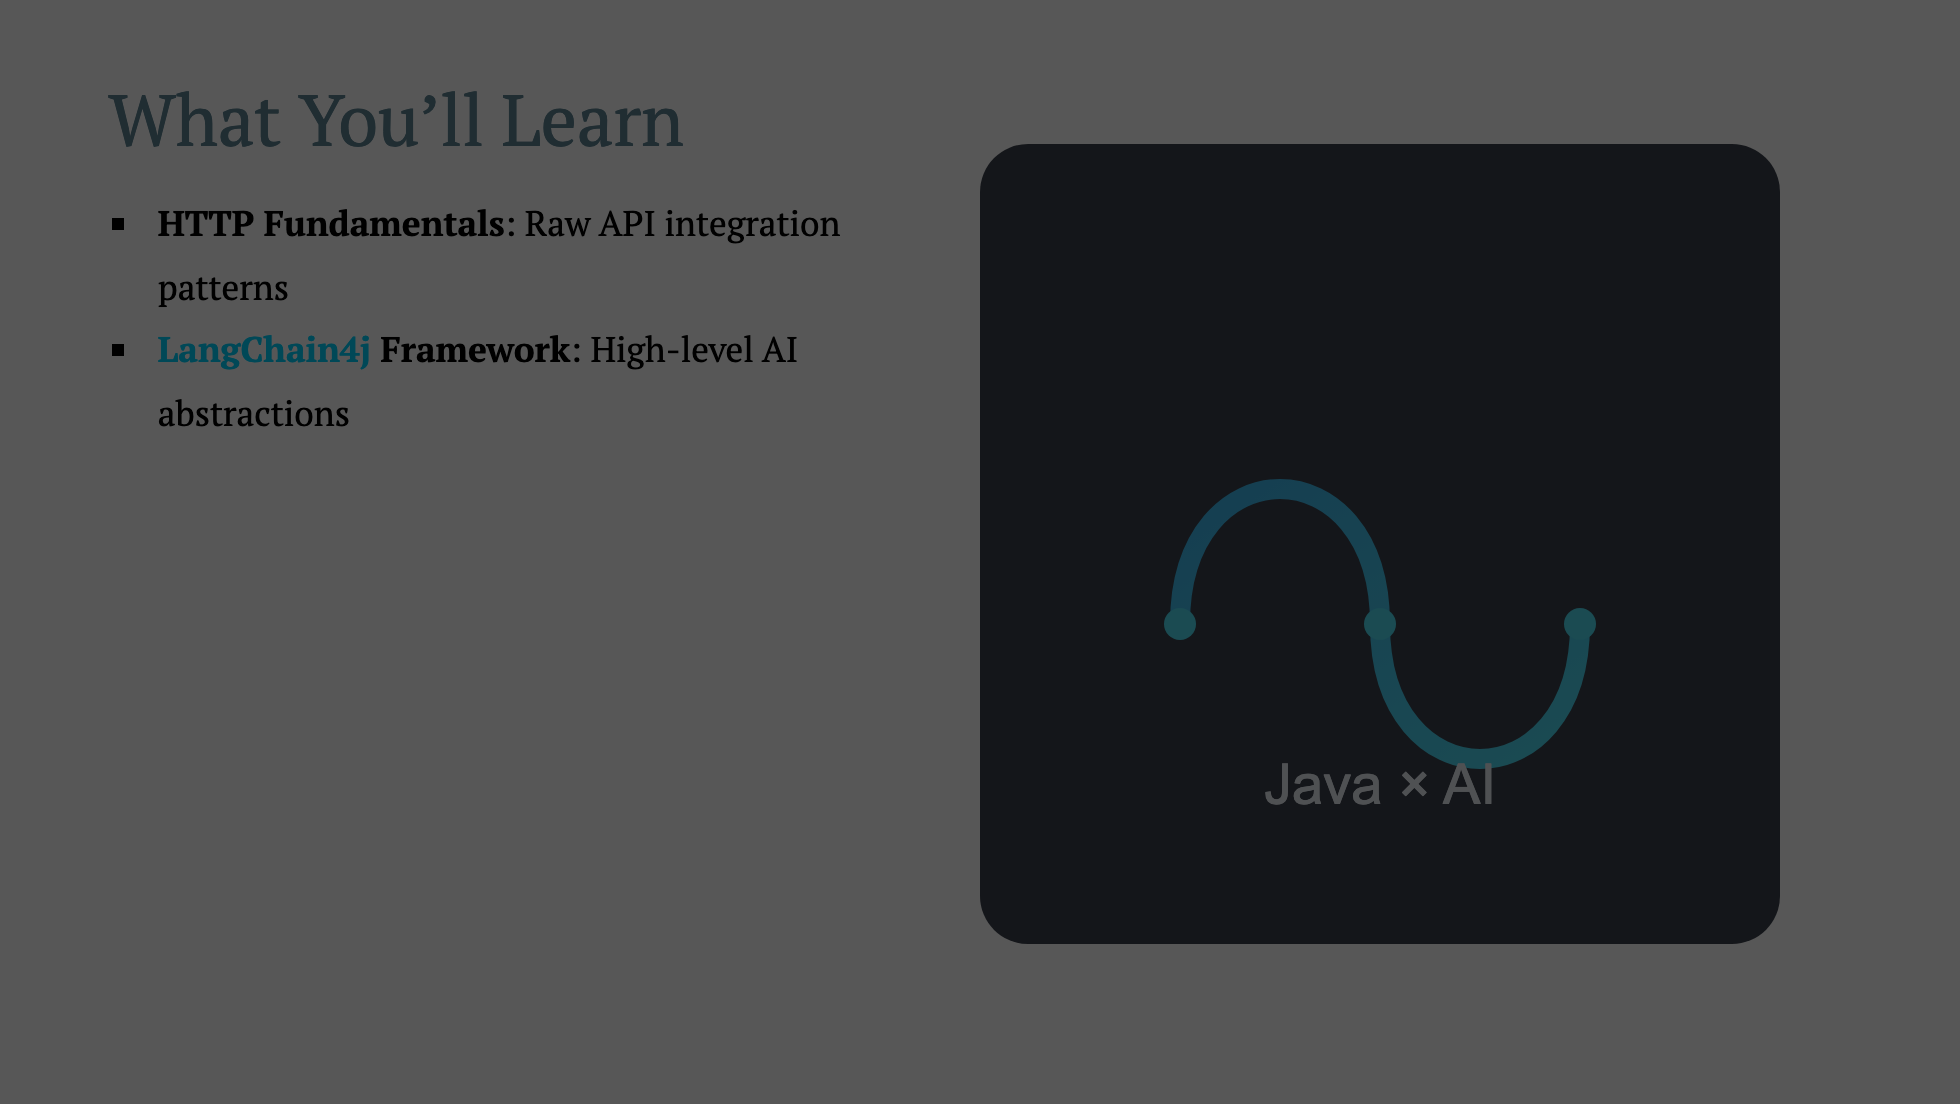 What You’ll Learn
HTTP Fundamentals: Raw API integration
patterns
LangChain4j Framework: High-level AI
abstractions
Java × AI